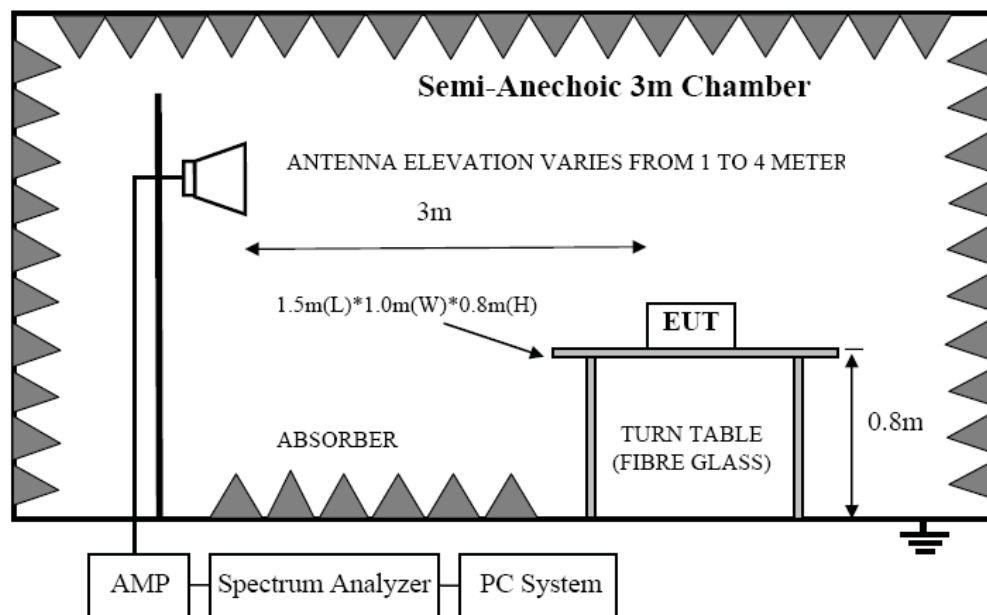 Semi-Anechoic 3m Chamber
ANTENNA ELEVATION VARIES FROM 1 TO 4 METER
3m
1.5m(L)*1.0m(W)*0.8m(H)
EUT
0.8m
ABSORBER
TURN TABLE
(FIBRE GLASS)
AMP
Spectrum Analyzer
PC System